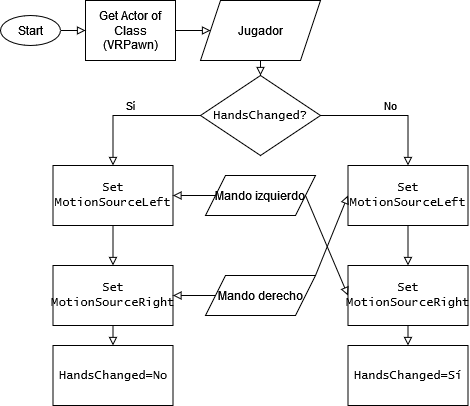 Start
Get Actor of
Class
(VRPawn)
Jugador
HandsChanged?
Sí
No
Set
MotionSourceLeft
Mando izquierdo
Set
MotionSourceLeft
Set
MotionSourceRight
Mando derecho
Set
MotionSourceRight
HandsChanged=No
HandsChanged=Sí